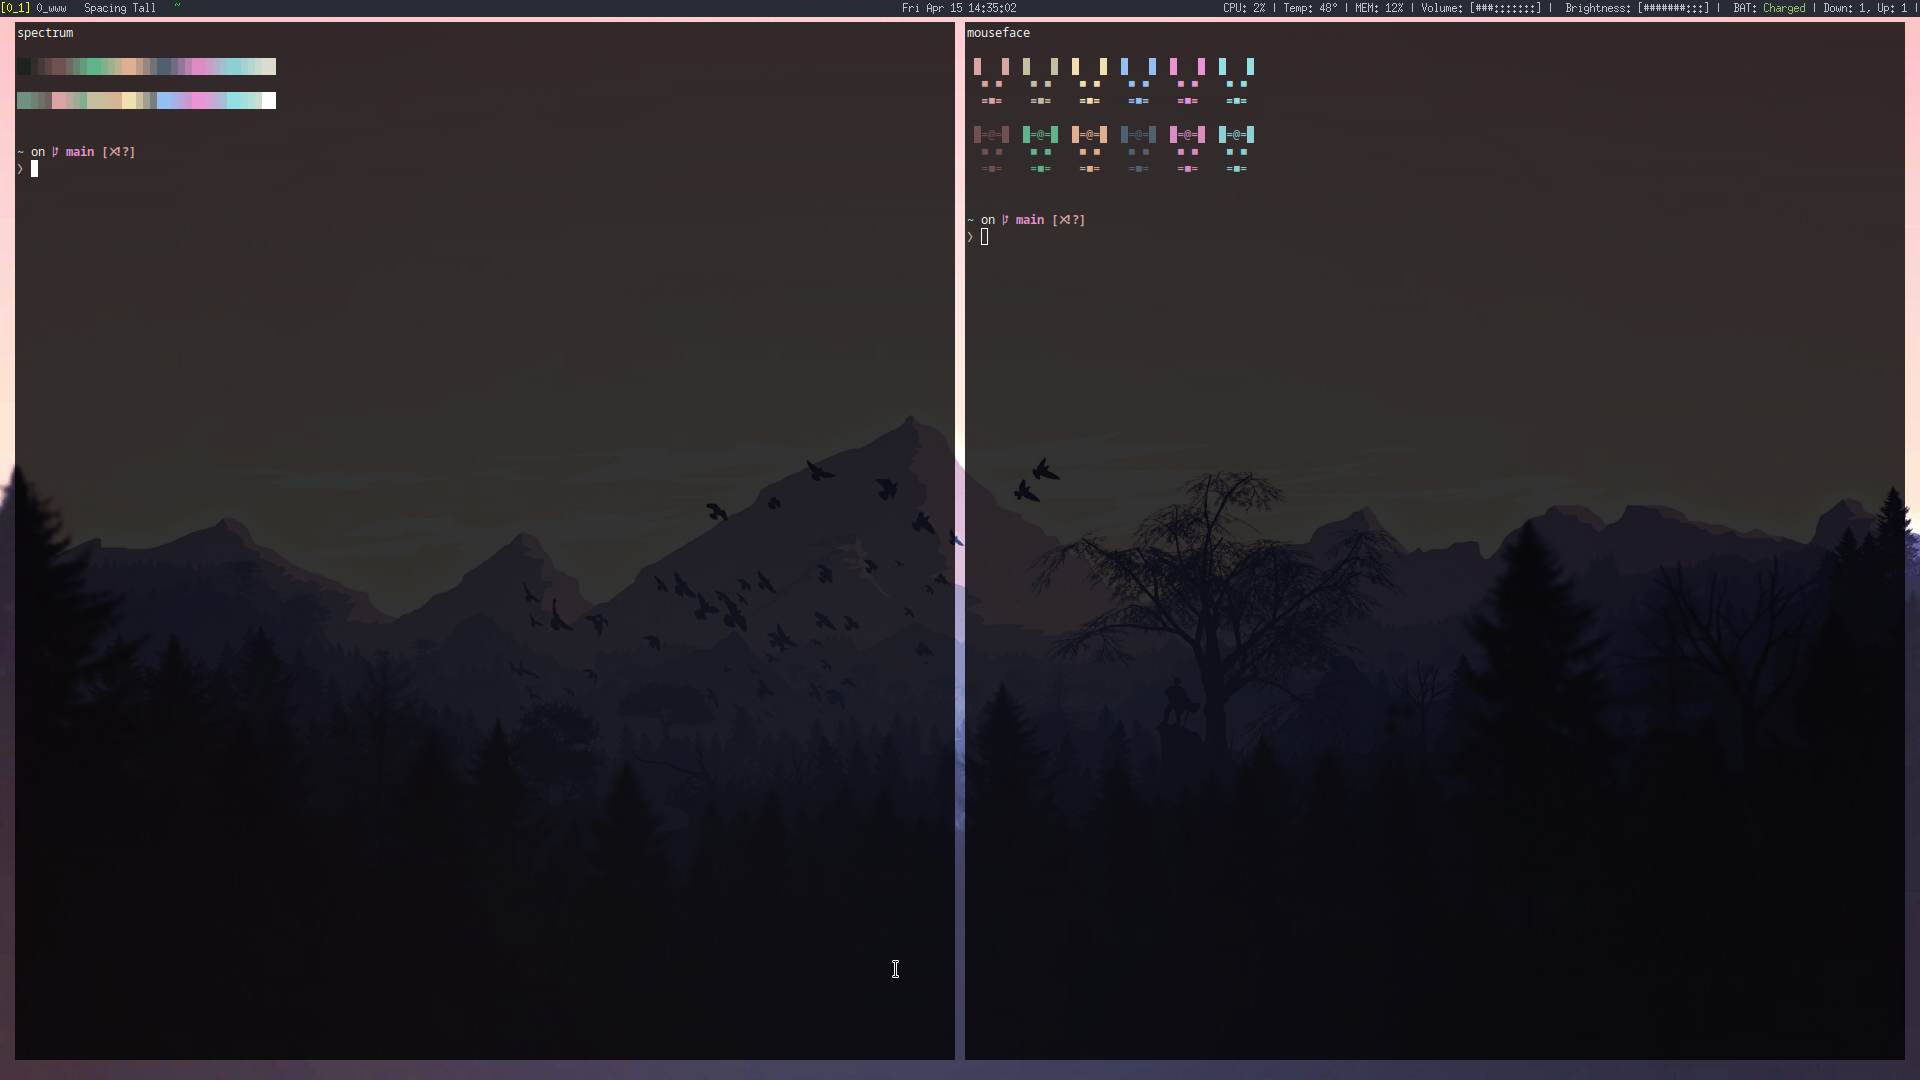 [0_1] 0_www   Spacing Tall   ~
Fri Apr 15 14:35:02
CPU: 2% | Temp: 48° | MEM: 12% | Volume: [###:::::::] |  Brightness: [#######:::] |  BAT: Charged | Down: 1, Up: 1 |
spectrum
~ on main [⋊?]
❯
mouseface
=■= =■= =■= =■= =■= =■=
=@= =@= =@= =@= =@= =@=
=■= =■= =■= =■= =■= =■=
~ on main [⋊?]
❯